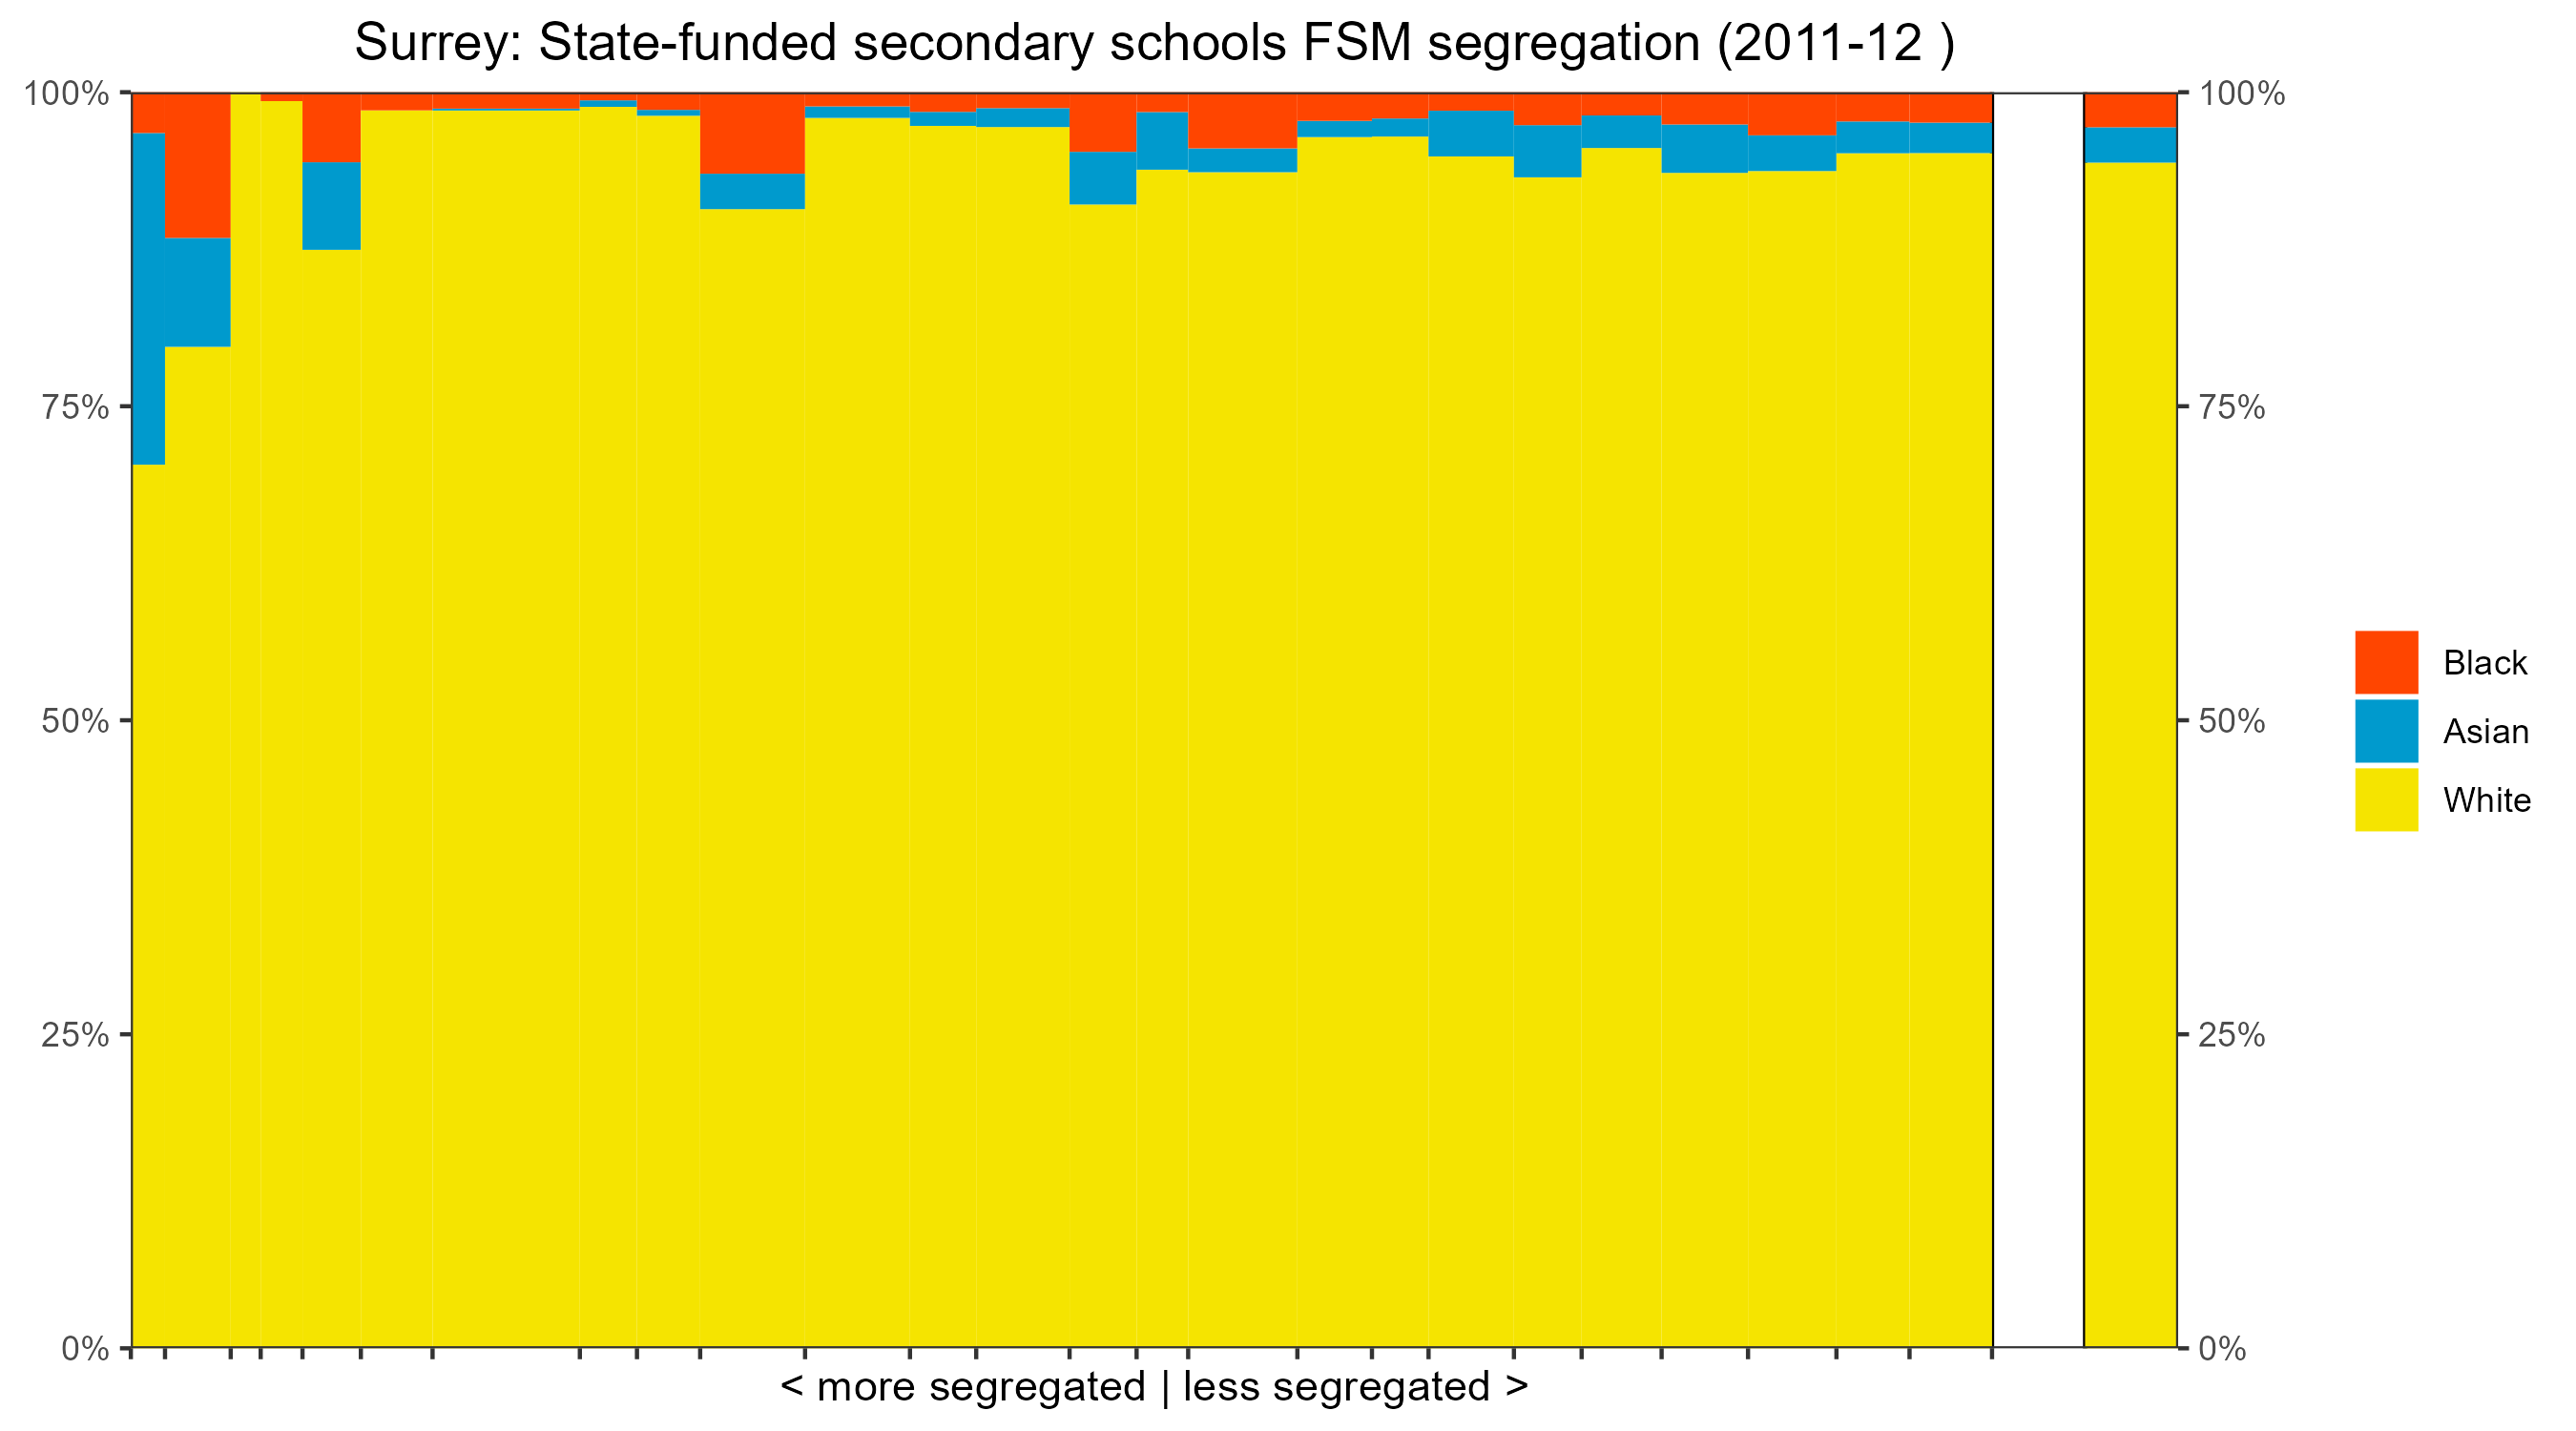 Surrey: State-funded secondary schools FSM segregation (2011-12 )
100%
75%
50%
25%
0%
100%
75%
50%
25%
0%
Black
Asian
White
< more segregated | less segregated >